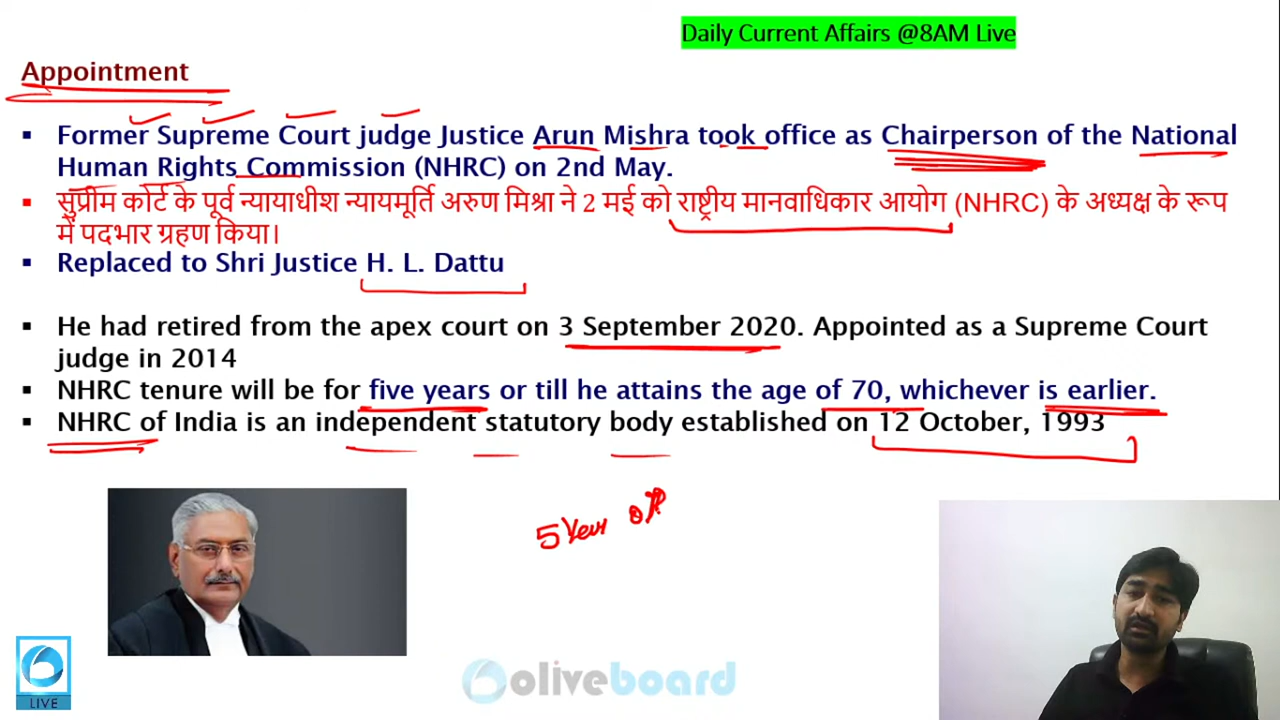 Daily Current Affairs @8AM Live
Appointment
▪ Former Supreme Court judge Justice Arun Mishra took office as Chairperson of the National
Human Rights Commission (NHRC) on 2nd May.
▪ सुप्रीम कोर्ट के पूर्व न्यायाधीश न्यायमूर्ति अरुण मिश्रा ने 2 मई को राष्ट्रीय मानवाधिकार आयोग (NHRC) के अध्यक्ष के रूप
में पदभार ग्रहण किया।
▪ Replaced to Shri Justice H. L. Dattu
▪ He had retired from the apex court on 3 September 2020. Appointed as a Supreme Court
judge in 2014
▪ NHRC tenure will be for five years or till he attains the age of 70, whichever is earlier.
▪ NHRC of India is an independent statutory body established on 12 October, 1993
5 Year or
LIVE
oliveboard